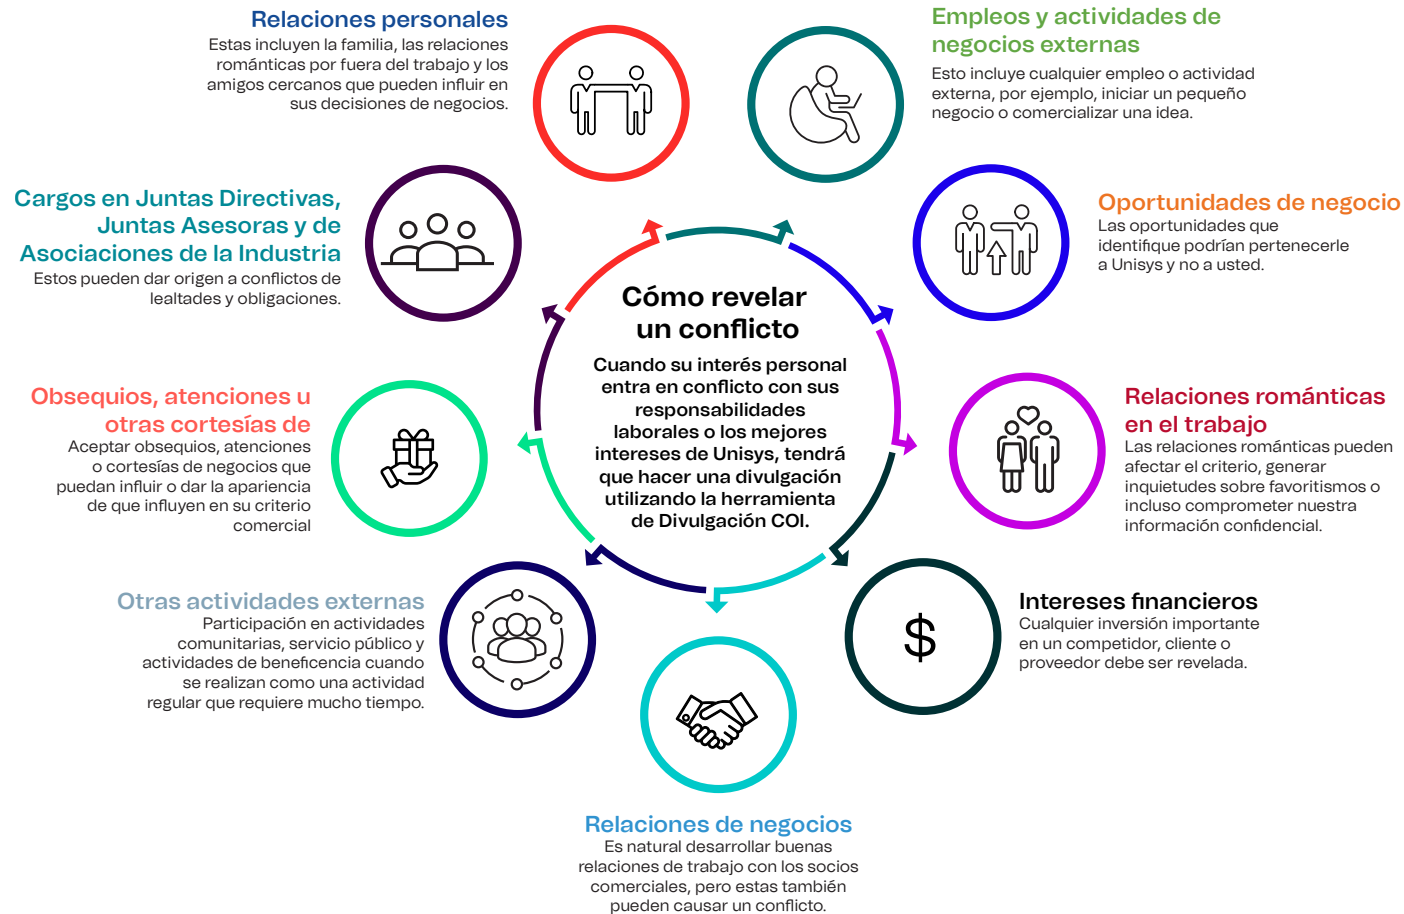 Relaciones personales
Estas incluyen la familia, las relaciones
románticas por fuera del trabajo y los
amigos cercanos que pueden influir en
sus decisiones de negocios.
Empleos y actividades de
negocios externas
Esto incluye cualquier empleo o actividad
externa, por ejemplo, iniciar un pequeño
negocio o comercializar una idea.
Cargos en Juntas Directivas,
Juntas Asesoras y de
Asociaciones de la Industria
Estos pueden dar origen a conflictos de
lealtades y obligaciones.
Oportunidades de negocio
Las oportunidades que
identifique podrían pertenecerle
a Unisys y no a usted.
Cómo revelar
un conflicto
Cuando su interés personal
entra en conflicto con sus
responsabilidades
laborales o los mejores
intereses de Unisys, tendrá
que hacer una divulgación
utilizando la herramienta
de Divulgación COI.
Obsequios, atenciones u
otras cortesías de
Aceptar obsequios, atenciones
o cortesías de negocios que
puedan influir o dar la apariencia
de que influyen en su criterio
comercial
Relaciones románticas
en el trabajo
Las relaciones románticas pueden
afectar el criterio, generar
inquietudes sobre favoritismos o
incluso comprometer nuestra
información confidencial.
Otras actividades externas
Participación en actividades
comunitarias, servicio público y
actividades de beneficencia cuando
se realizan como una actividad
regular que requiere mucho tiempo.
$
Intereses financieros
Cualquier inversión importante
en un competidor, cliente o
proveedor debe ser revelada.
Relaciones de negocios
Es natural desarrollar buenas
relaciones de trabajo con los socios
comerciales, pero estas también
pueden causar un conflicto.